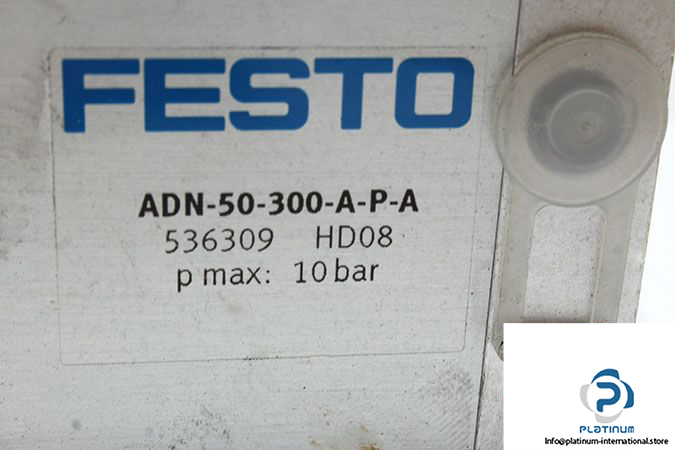 FESTO
ADN-50-300-A-P-A
536309 HD08
p max: 10 bar
PLATINUM
Info@platinum-international.store